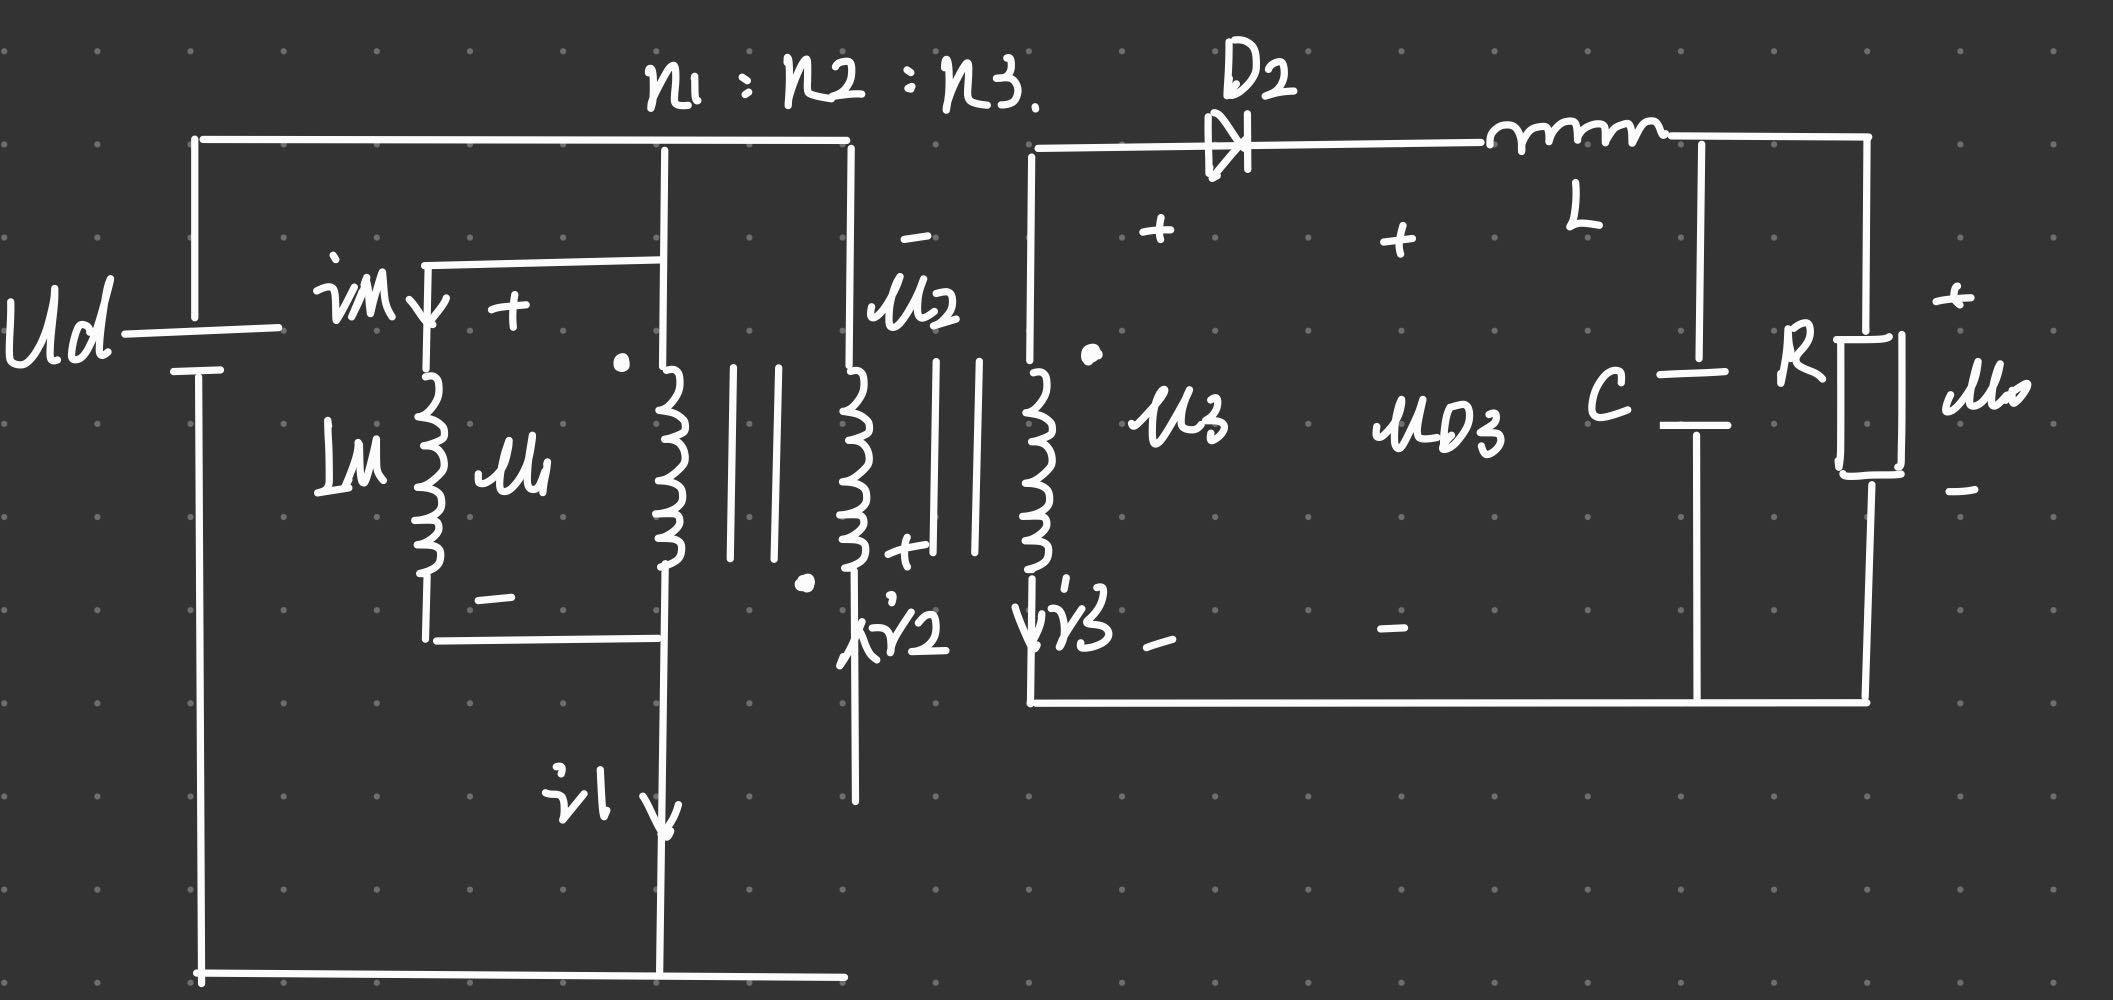 n1 : n2 : n3.
D2
L
Ud
iM
+
-
u2
+
+
+
LM
u1
u3
uD3
C
R
uo
-
+
-
i2
i3
-
-
i1